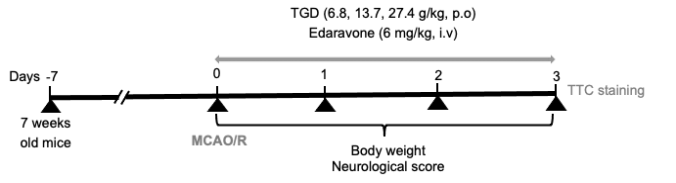 TGD (6.8, 13.7, 27.4 g/kg, p.o)
Edaravone (6 mg/kg, i.v)
Days -7 0 1 2 3
TTC staining
7 weeks
old mice
MCAO/R
Body weight
Neurological score